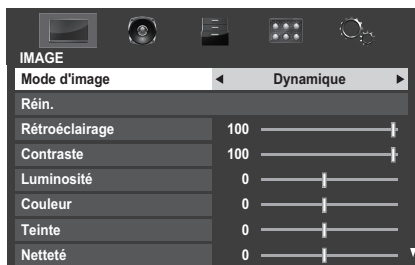 IMAGE
Mode d'image ◄ Dynamique ►
Réin.
Rétroéclairage 100
Contraste 100
Luminosité 0
Couleur 0
Teinte 0
Netteté 0